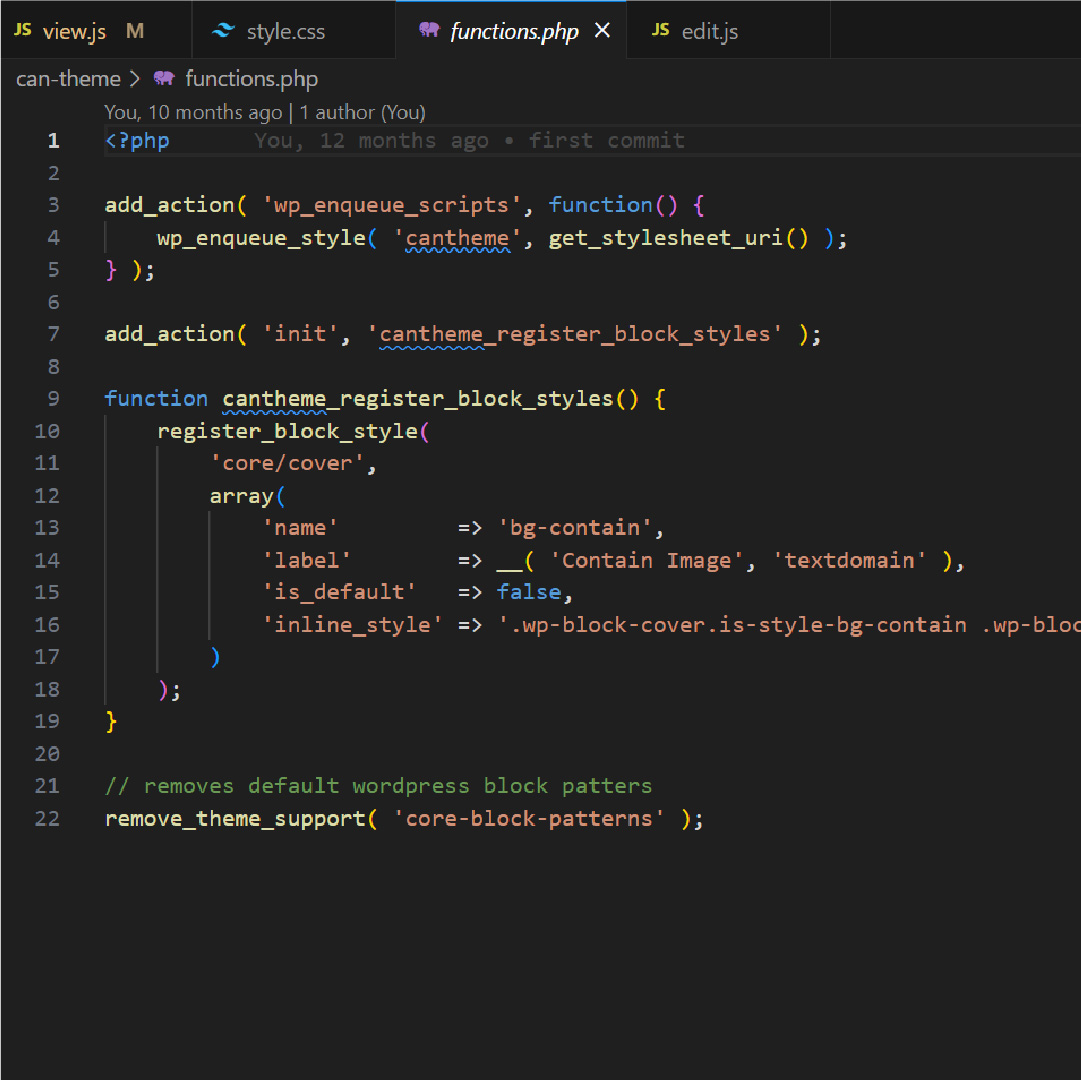 JS view.js M style.css functions.php × JS edit.js
can-theme > functions.php
You, 10 months ago | 1 author (You)
1 <?php You, 12 months ago • first commit
2
3 add_action( 'wp_enqueue_scripts', function() {
4 wp_enqueue_style( 'cantheme', get_stylesheet_uri() );
5 } );
6
7 add_action( 'init', 'cantheme_register_block_styles' );
8
9 function cantheme_register_block_styles() {
10 register_block_style(
11 'core/cover',
12 array(
13 'name' => 'bg-contain',
14 'label' => __( 'Contain Image', 'textdomain' ),
15 'is_default' => false,
16 'inline_style' => '.wp-block-cover.is-style-bg-contain .wp-bloc
17 )
18 );
19 }
20
21 // removes default wordpress block patters
22 remove_theme_support( 'core-block-patterns' );